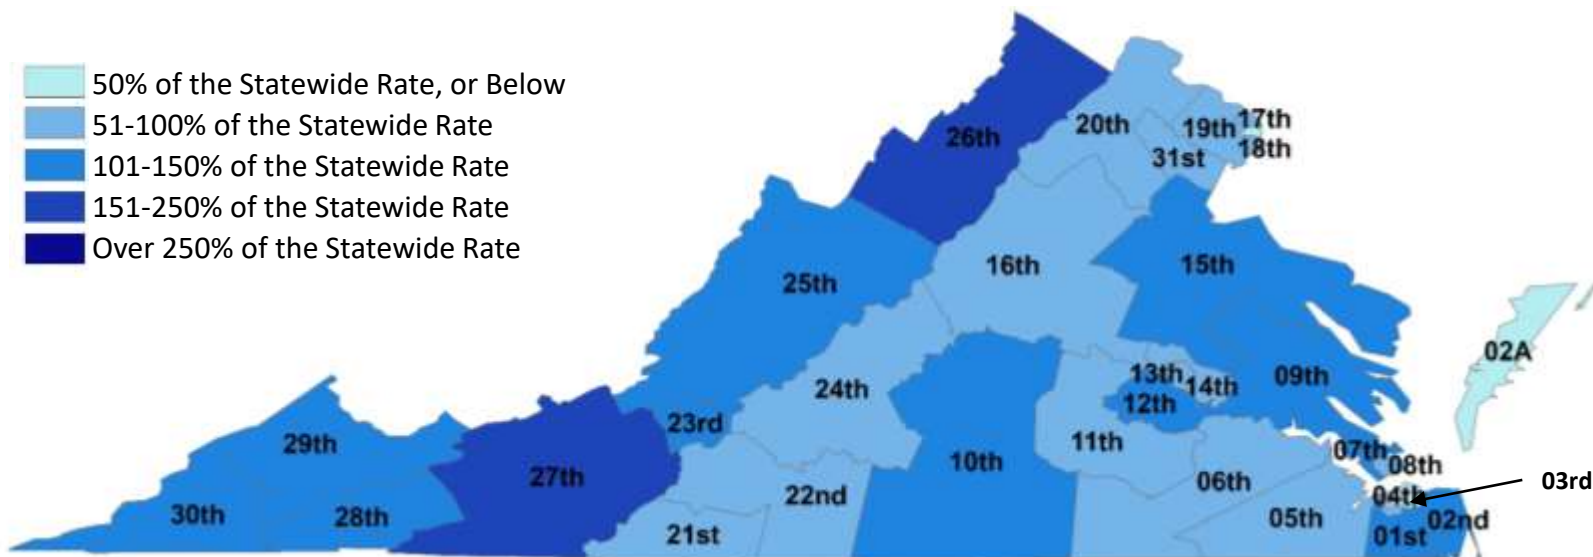 50% of the Statewide Rate, or Below
51-100% of the Statewide Rate
101-150% of the Statewide Rate
151-250% of the Statewide Rate
Over 250% of the Statewide Rate
26th
20th
19th
17th
31st
18th
25th
16th
15th
02A
24th
13th
14th
09th
12th
29th
23rd
11th
07th
08th
27th
10th
06th
03rd
30th
28th
22nd
04th
21st
05th
01st
02nd